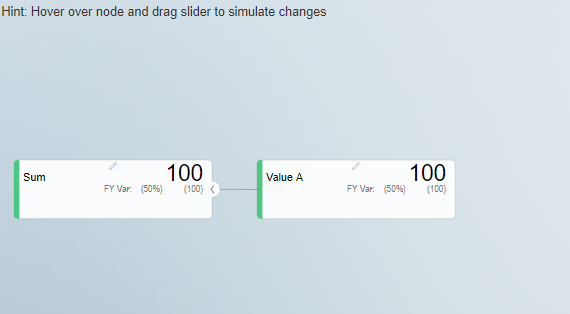 Hint: Hover over node and drag slider to simulate changes
Sum
100
FY Var: (50%) (100)
Value A
100
FY Var: (50%) (100)